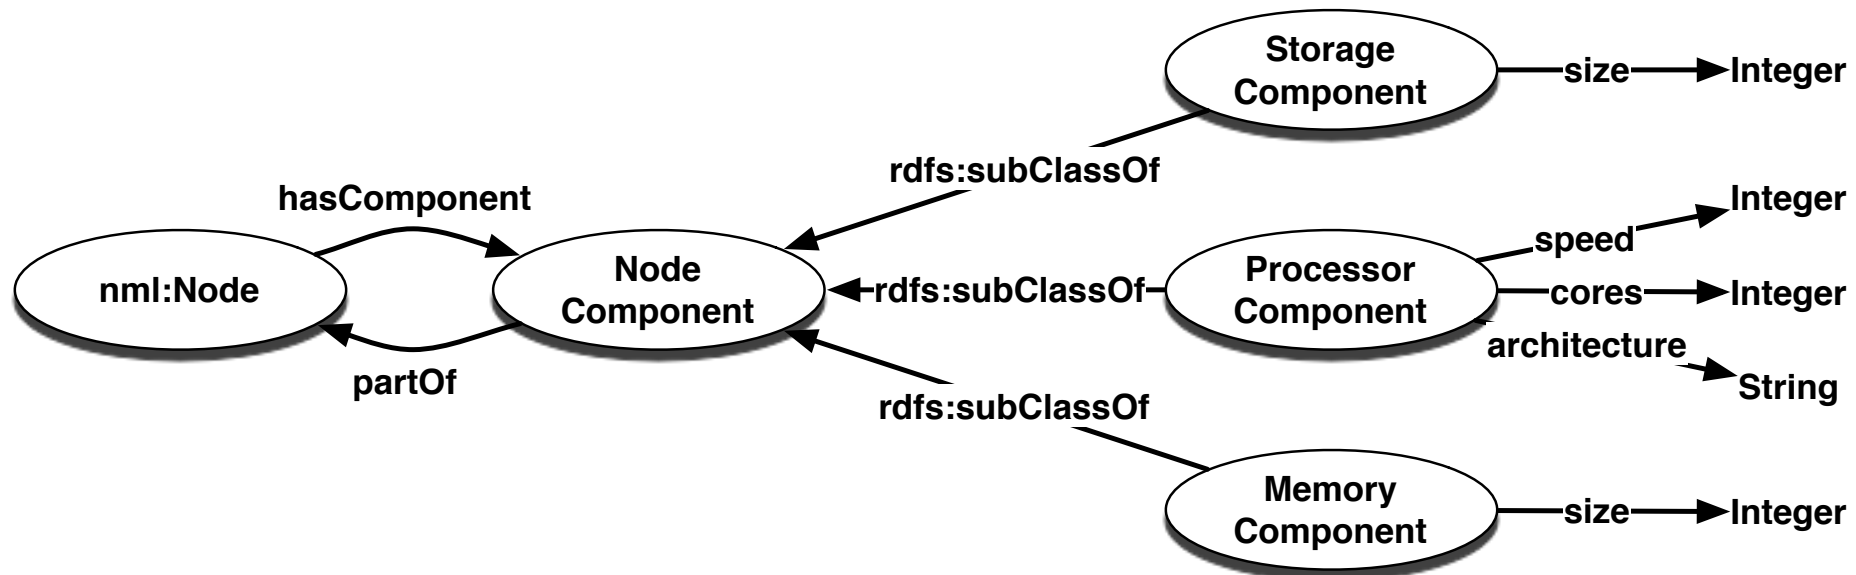 Storage
Component
size
Integer
rdfs:subClassOf
hasComponent
Integer
speed
nml:Node
Node
Component
rdfs:subClassOf
Processor
Component
cores
Integer
architecture
String
partOf
rdfs:subClassOf
Memory
Component
size
Integer